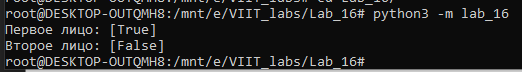 root@DESKTOP-OUTQMH8:/mnt/e/VIIT_labs/Lab_16# python3 -m lab_16
Первое лицо: [True]
Второе лицо: [False]
root@DESKTOP-OUTQMH8:/mnt/e/VIIT_labs/Lab_16#